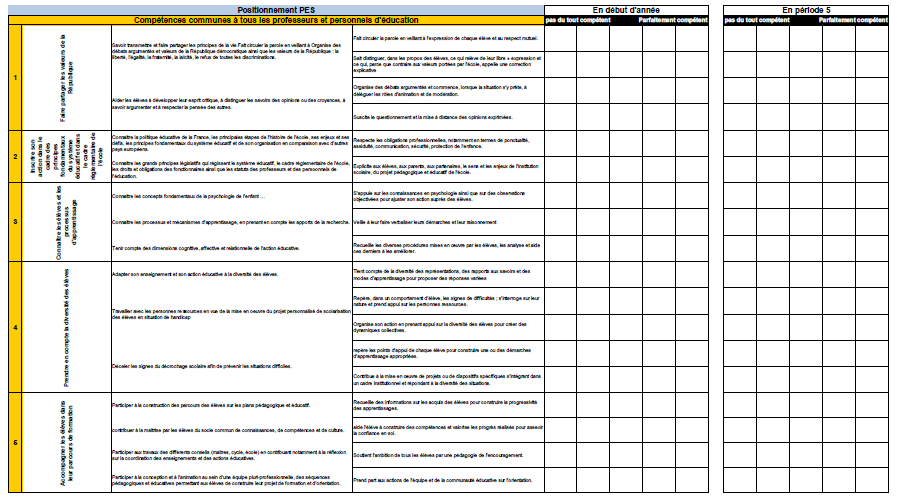 Positionnement PES
En début d'année
En période 5
Compétences communes à tous les professeurs et personnels d'éducation
pas du tout compétent
Parfaitement compétent
pas du tout compétent
Parfaitement compétent
1
Faire partager les valeurs de la
République
Savoir transmettre et faire partager les principes de la vie Fait circuler la parole en veillant à Organise des
débats argumentés et valeurs de la République démocratique ainsi que les valeurs de la République : la
liberté, l'égalité, la fraternité, la laïcité, le refus de toutes les discriminations.
Aider les élèves à développer leur esprit critique, à distinguer les savoirs des opinions ou des croyances, à
savoir argumenter et à respecter la pensée des autres.
Fait circuler la parole en veillant à l'expression de chaque élève et au respect mutuel.
Sait distinguer, dans les propos des élèves, ce qui relève de leur libre » expression et
ce qui, parce que contraire aux valeurs portées par l'école, appelle une correction
explicative
Organise des débats argumentés et commence, lorsque la situation s'y prête, à
déléguer les rôles d'animation et de modération.
Suscite le questionnement et la mise à distance des opinions exprimées.
2
Inscrire son
action dans le
cadre des
principes
fondamentaux
du système
éducatif et dans
le cadre
réglementaire de
l'école
Connaître la politique éducative de la France, les principales étapes de l'histoire de l'école, ses enjeux et ses
défis, les principes fondamentaux du système éducatif et de son organisation en comparaison avec d'autres
pays européens.
Connaître les grands principes législatifs qui régissent le système éducatif, le cadre réglementaire de l'école,
les droits et obligations des fonctionnaires ainsi que les statuts des professeurs et des personnels de
l'éducation.
Respecte les obligations professionnelles, notamment en termes de ponctualité,
assiduité, communication, sécurité, protection de l'enfance.
Explicite aux élèves, aux parents, aux partenaires, le sens et les enjeux de l'institution
scolaire, du projet pédagogique et éducatif de l'école.
3
Connaître les élèves et les
processus
d'apprentissage
Connaître les concepts fondamentaux de la psychologie de l'enfant ...
Connaître les processus et mécanismes d'apprentissage, en prenant en compte les apports de la recherche.
Tenir compte des dimensions cognitive, affective et relationnelle de l'action éducative.
S'appuie sur les connaissances en psychologie ainsi que sur des observations
objectivées pour ajuster son action auprès des élèves.
Veille à leur faire verbaliser leurs démarches et leur raisonnement
Recueille les diverses procédures mises en œuvre par les élèves, les analyse et aide
ces derniers à les améliorer.
4
Prendre en compte la diversité des élèves
Adapter son enseignement et son action éducative à la diversité des élèves.
Travailler avec les personnes ressources en vue de la mise en oeuvre du projet personnalisé de scolarisation
des élèves en situation de handicap
Déceler les signes du décrochage scolaire afin de prévenir les situations difficiles.
Tient compte de la diversité des représentations, des rapports aux savoirs et des
modes d'apprentissage pour proposer des réponses variées
Repère, dans un comportement d'élève, les signes de difficultés ; s'interroge sur leur
nature et prend appui sur les personnes ressources.
Organise son action en prenant appui sur la diversité des élèves pour créer des
dynamiques collectives.
repère les points d'appui de chaque élève pour construire une ou des démarches
d'apprentissage appropriées.
Contribue à la mise en œuvre de projets ou de dispositifs spécifiques s'intégrant dans
un cadre institutionnel et répondant à la diversité des situations.
5
Accompagner les élèves dans
leur parcours de formation
Participer à la construction des parcours des élèves sur les plans pédagogique et éducatif.
contribuer à la maîtrise par les élèves du socle commun de connaissances, de compétences et de culture.
Participer aux travaux des différents conseils (maîtres, cycle, école) en contribuant notamment à la réflexion
sur la coordination des enseignements et des actions éducatives.
Participer à la conception et à l'animation au sein d'une équipe pluri-professionnelle, des séquences
pédagogiques et éducatives permettant aux élèves de construire leur projet de formation et d'orientation.
Recueille des informations sur les acquis des élèves pour construire la progressivité
des apprentissages.
aide l'élève à construire des compétences et valorise les progrès réalisés pour asseoir
la confiance en soi.
Soutient l'ambition de tous les élèves par une pédagogie de l'encouragement.
Prend part aux actions de l'équipe et de la communauté éducative sur l'orientation.